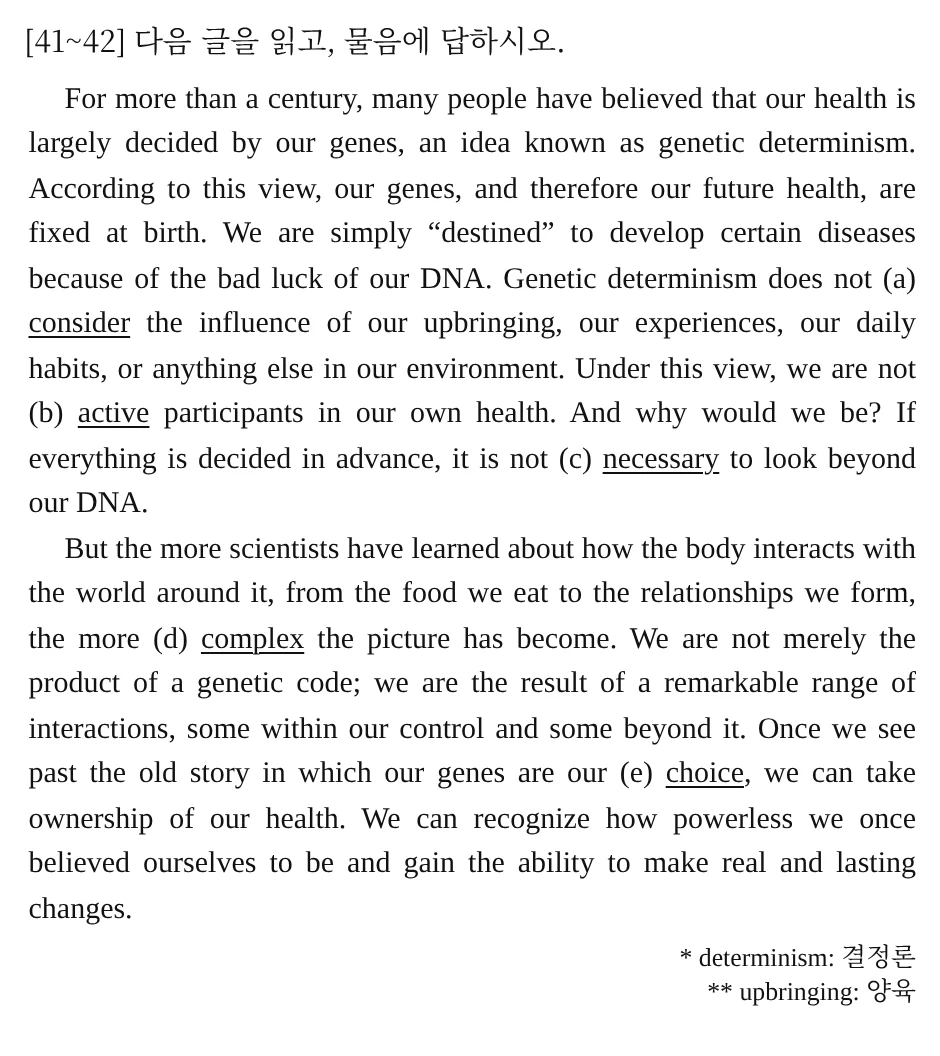 [41~42] 다음 글을 읽고, 물음에 답하시오.
For more than a century, many people have believed that our health is
largely decided by our genes, an idea known as genetic determinism.
According to this view, our genes, and therefore our future health, are
fixed at birth. We are simply “destined” to develop certain diseases
because of the bad luck of our DNA. Genetic determinism does not (a)
consider the influence of our upbringing, our experiences, our daily
habits, or anything else in our environment. Under this view, we are not
(b) active participants in our own health. And why would we be? If
everything is decided in advance, it is not (c) necessary to look beyond
our DNA.
But the more scientists have learned about how the body interacts with
the world around it, from the food we eat to the relationships we form,
the more (d) complex the picture has become. We are not merely the
product of a genetic code; we are the result of a remarkable range of
interactions, some within our control and some beyond it. Once we see
past the old story in which our genes are our (e) choice, we can take
ownership of our health. We can recognize how powerless we once
believed ourselves to be and gain the ability to make real and lasting
changes.
* determinism: 결정론
** upbringing: 양육